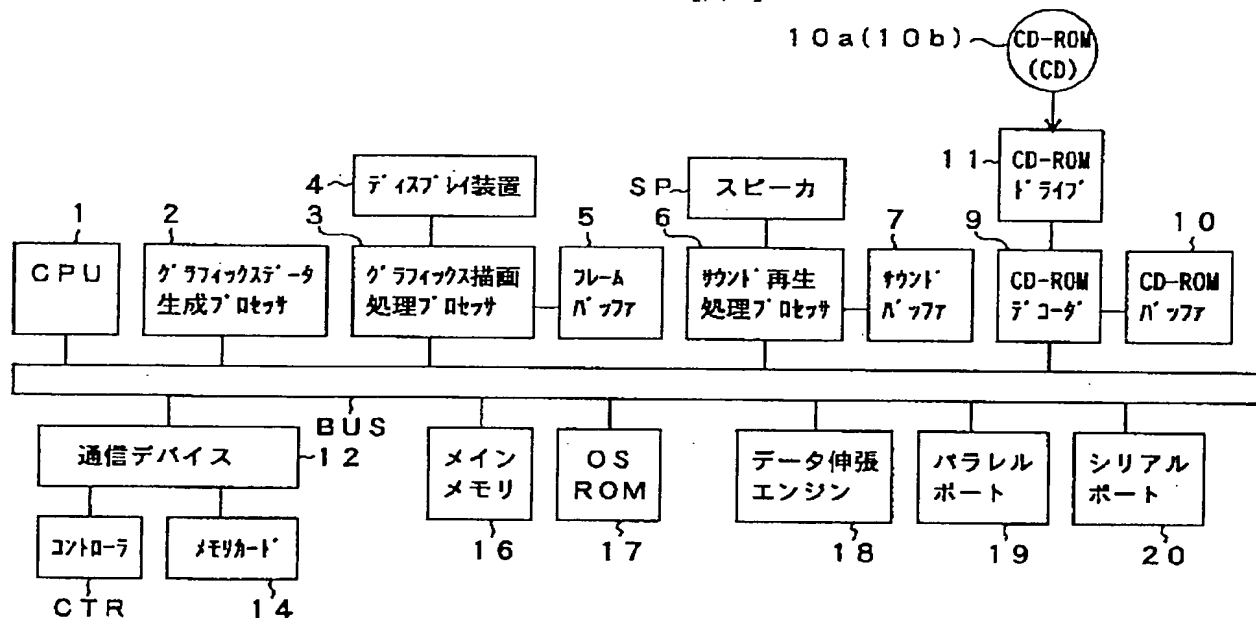 10a(10b)
CD-ROM
(CD)
11
CD-ROM
ドライブ
4
ディスプレイ装置
SP
スピーカ
1
CPU
2
グラフィックスデータ
生成プロセッサ
3
グラフィックス描画
処理プロセッサ
5
フレーム
バッファ
6
サウンド再生
処理プロセッサ
7
サウンド
バッファ
9
CD-ROM
デコーダ
10
CD-ROM
バッファ
BUS
通信デバイス
12
コントローラ
CTR
メモリカード
14
メイン
メモリ
16
OS
ROM
17
データ伸張
エンジン
18
パラレル
ポート
19
シリアル
ポート
20